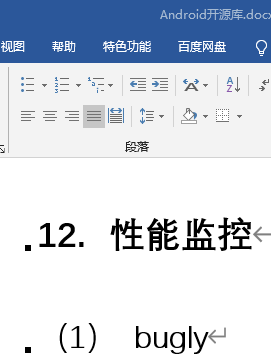 Android开源库.docx
视图 帮助 特色功能 百度网盘
段落
12. 性能监控
(1) bugly